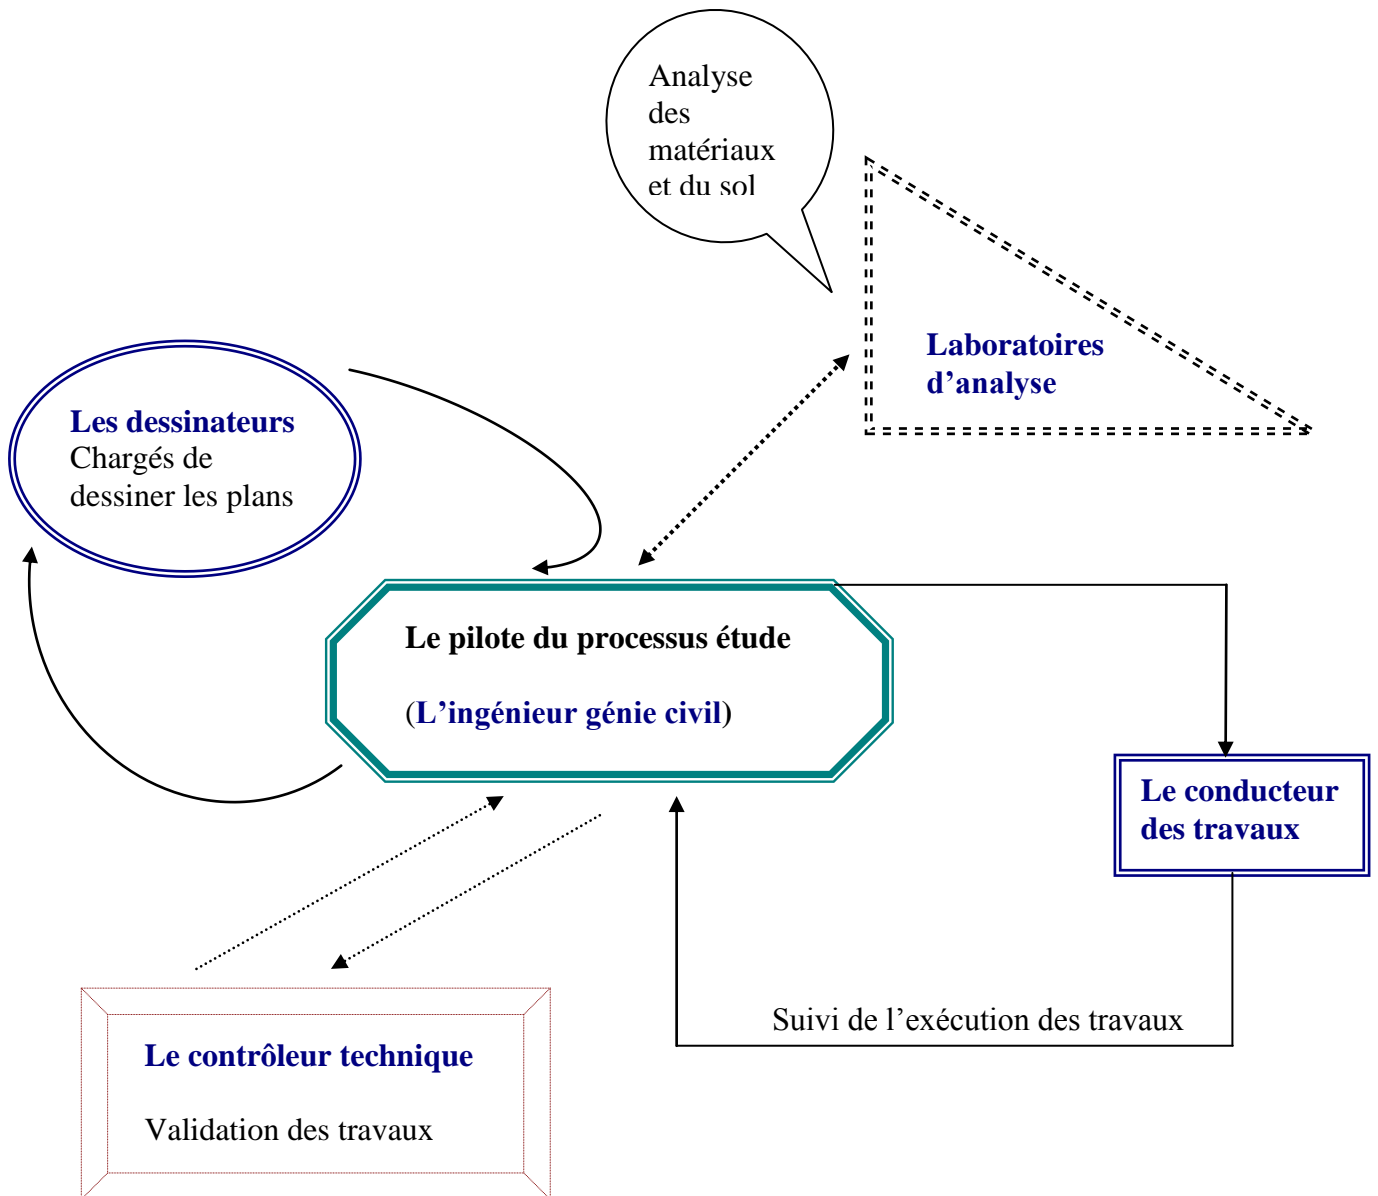 Analyse
des
matériaux
et du sol
Laboratoires
d’analyse
Les dessinateurs
Chargés de
dessiner les plans
Le pilote du processus étude
(L’ingénieur génie civil)
Le conducteur
des travaux
Suivi de l’exécution des travaux
Le contrôleur technique
Validation des travaux